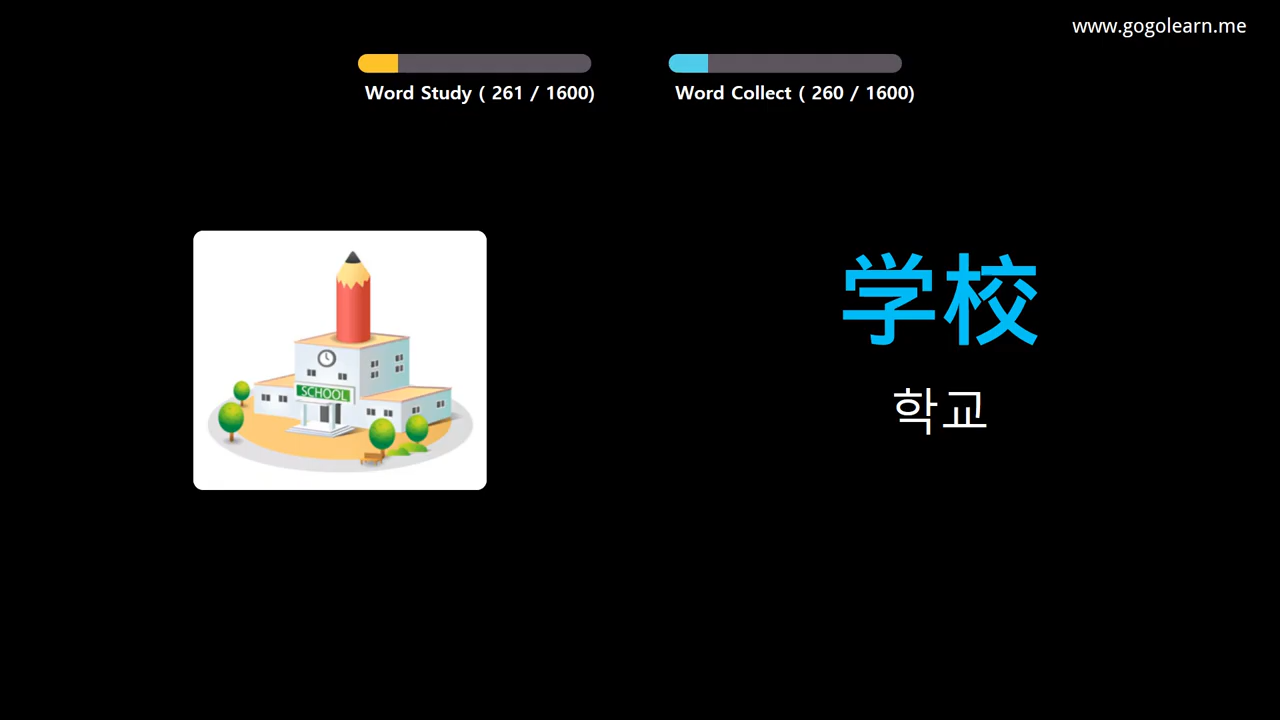 www.gogolearn.me
Word Study ( 261 / 1600)
Word Collect ( 260 / 1600)
SCHOOL
学校
학교